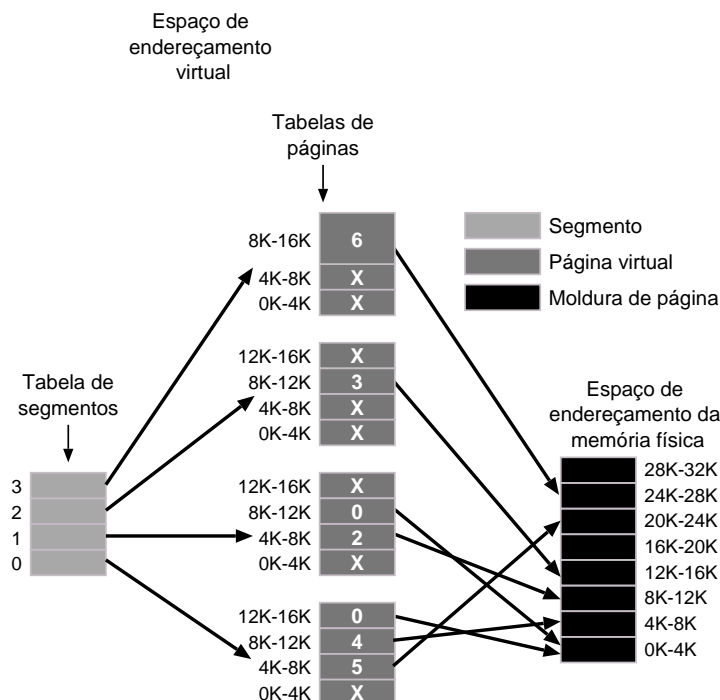 Espaço de
endereçamento
virtual
Tabelas de
páginas
8K-16K 6
4K-8K X
0K-4K X
Segmento
Página virtual
Moldura de página
12K-16K X
8K-12K 3
4K-8K X
0K-4K X
Tabela de
segmentos
3
2
1
0
12K-16K X
8K-12K 0
4K-8K 2
0K-4K X
12K-16K 0
8K-12K 4
4K-8K 5
0K-4K X
Espaço de
endereçamento da
memória física
28K-32K
24K-28K
20K-24K
16K-20K
12K-16K
8K-12K
4K-8K
0K-4K